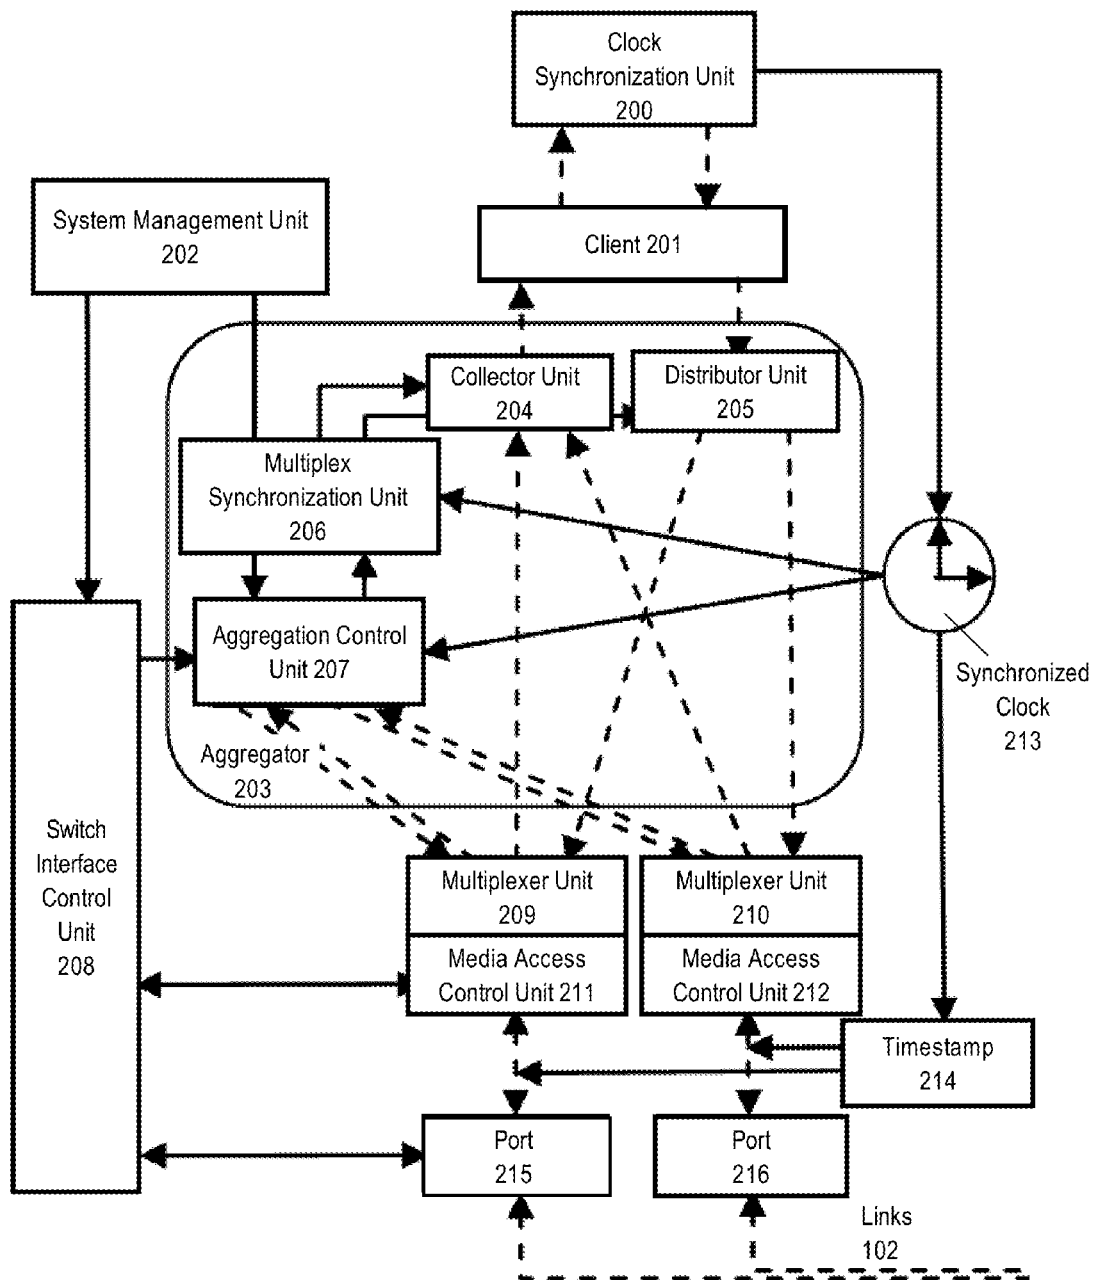 Clock
Synchronization Unit
200
System Management Unit
202
Client 201
Collector Unit
204
Distributor Unit
205
Multiplex
Synchronization Unit
206
Aggregation Control
Unit 207
Synchronized
Clock
213
Aggregator
203
Switch
Interface
Control
Unit
208
Multiplexer Unit
209
Multiplexer Unit
210
Media Access
Control Unit 211
Media Access
Control Unit 212
Timestamp
214
Port
215
Port
216
Links
102